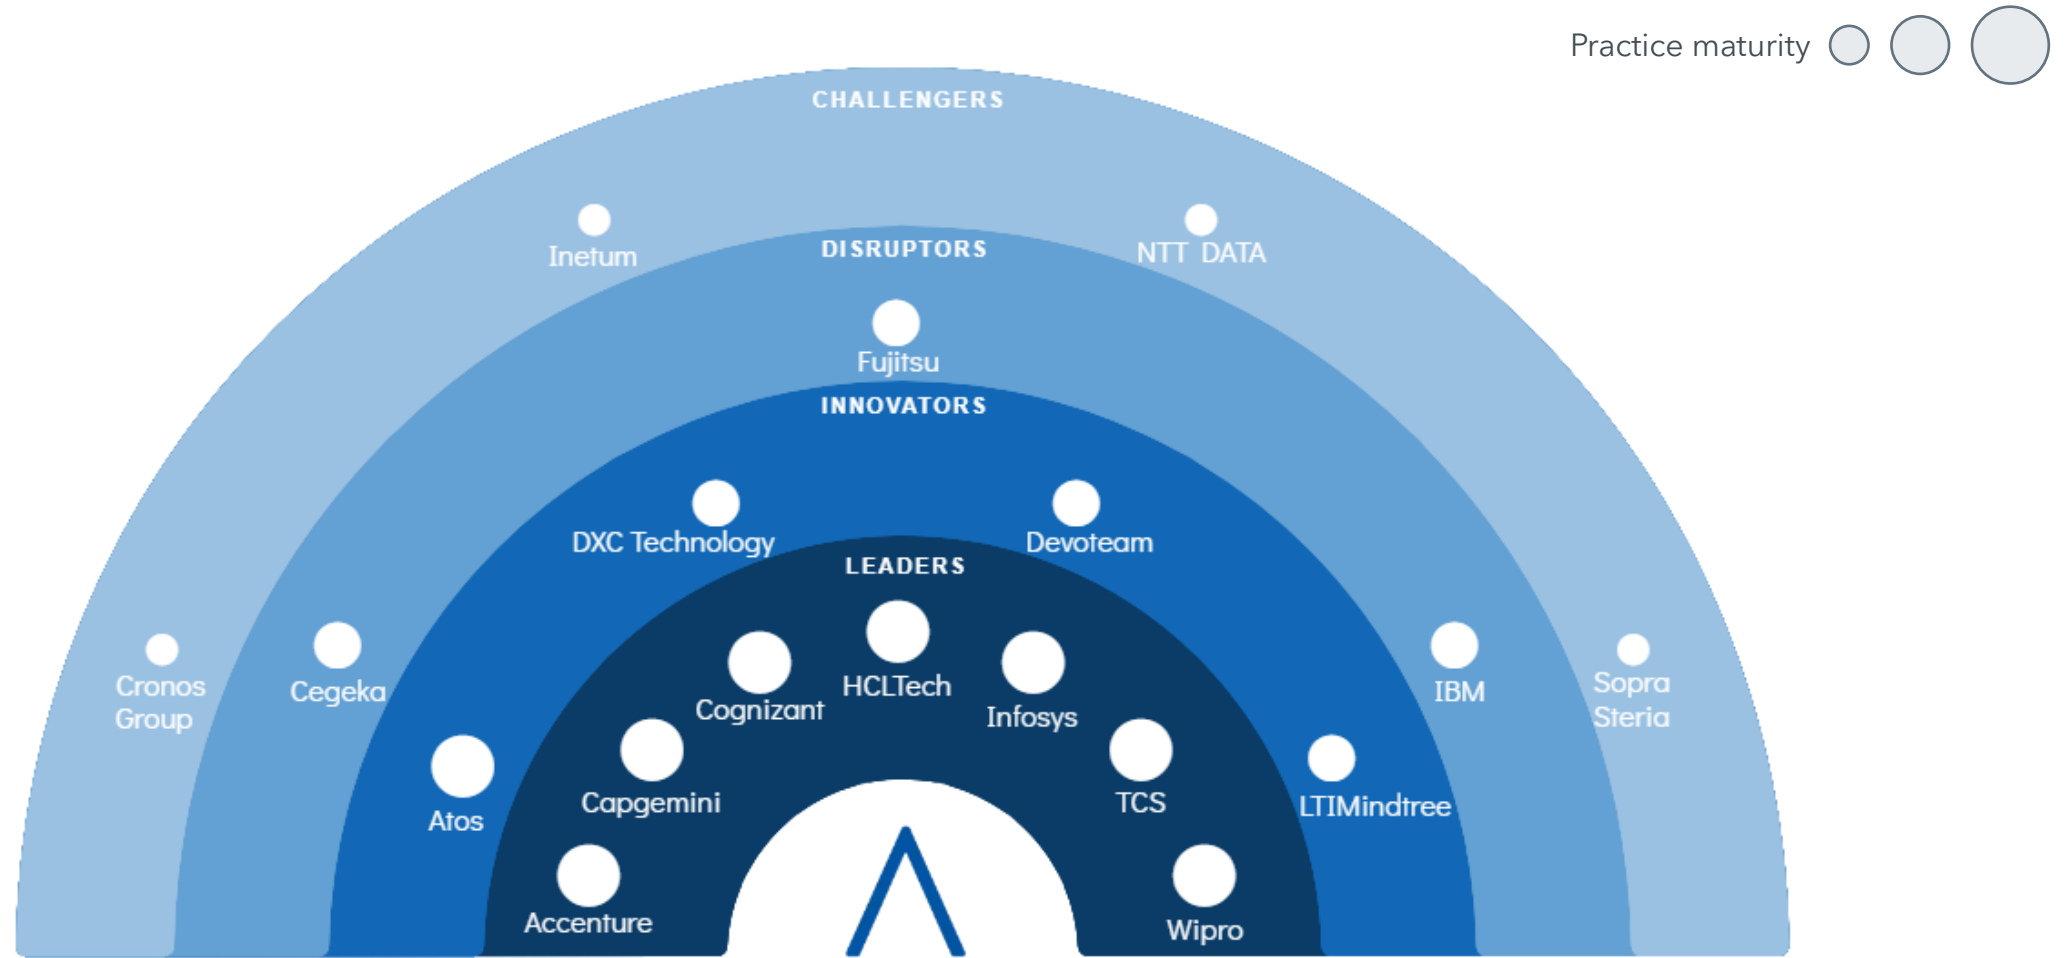 Practice maturity
CHALLENGERS
Inetum
NTT DATA
DISRUPTORS
Fujitsu
INNOVATORS
DXC Technology
Devoteam
LEADERS
HCLTech
Cognizant
Infosys
Cronos
Group
Cegeka
IBM
Sopra
Steria
Capgemini
TCS
Atos
LTIMindtree
Accenture
Wipro